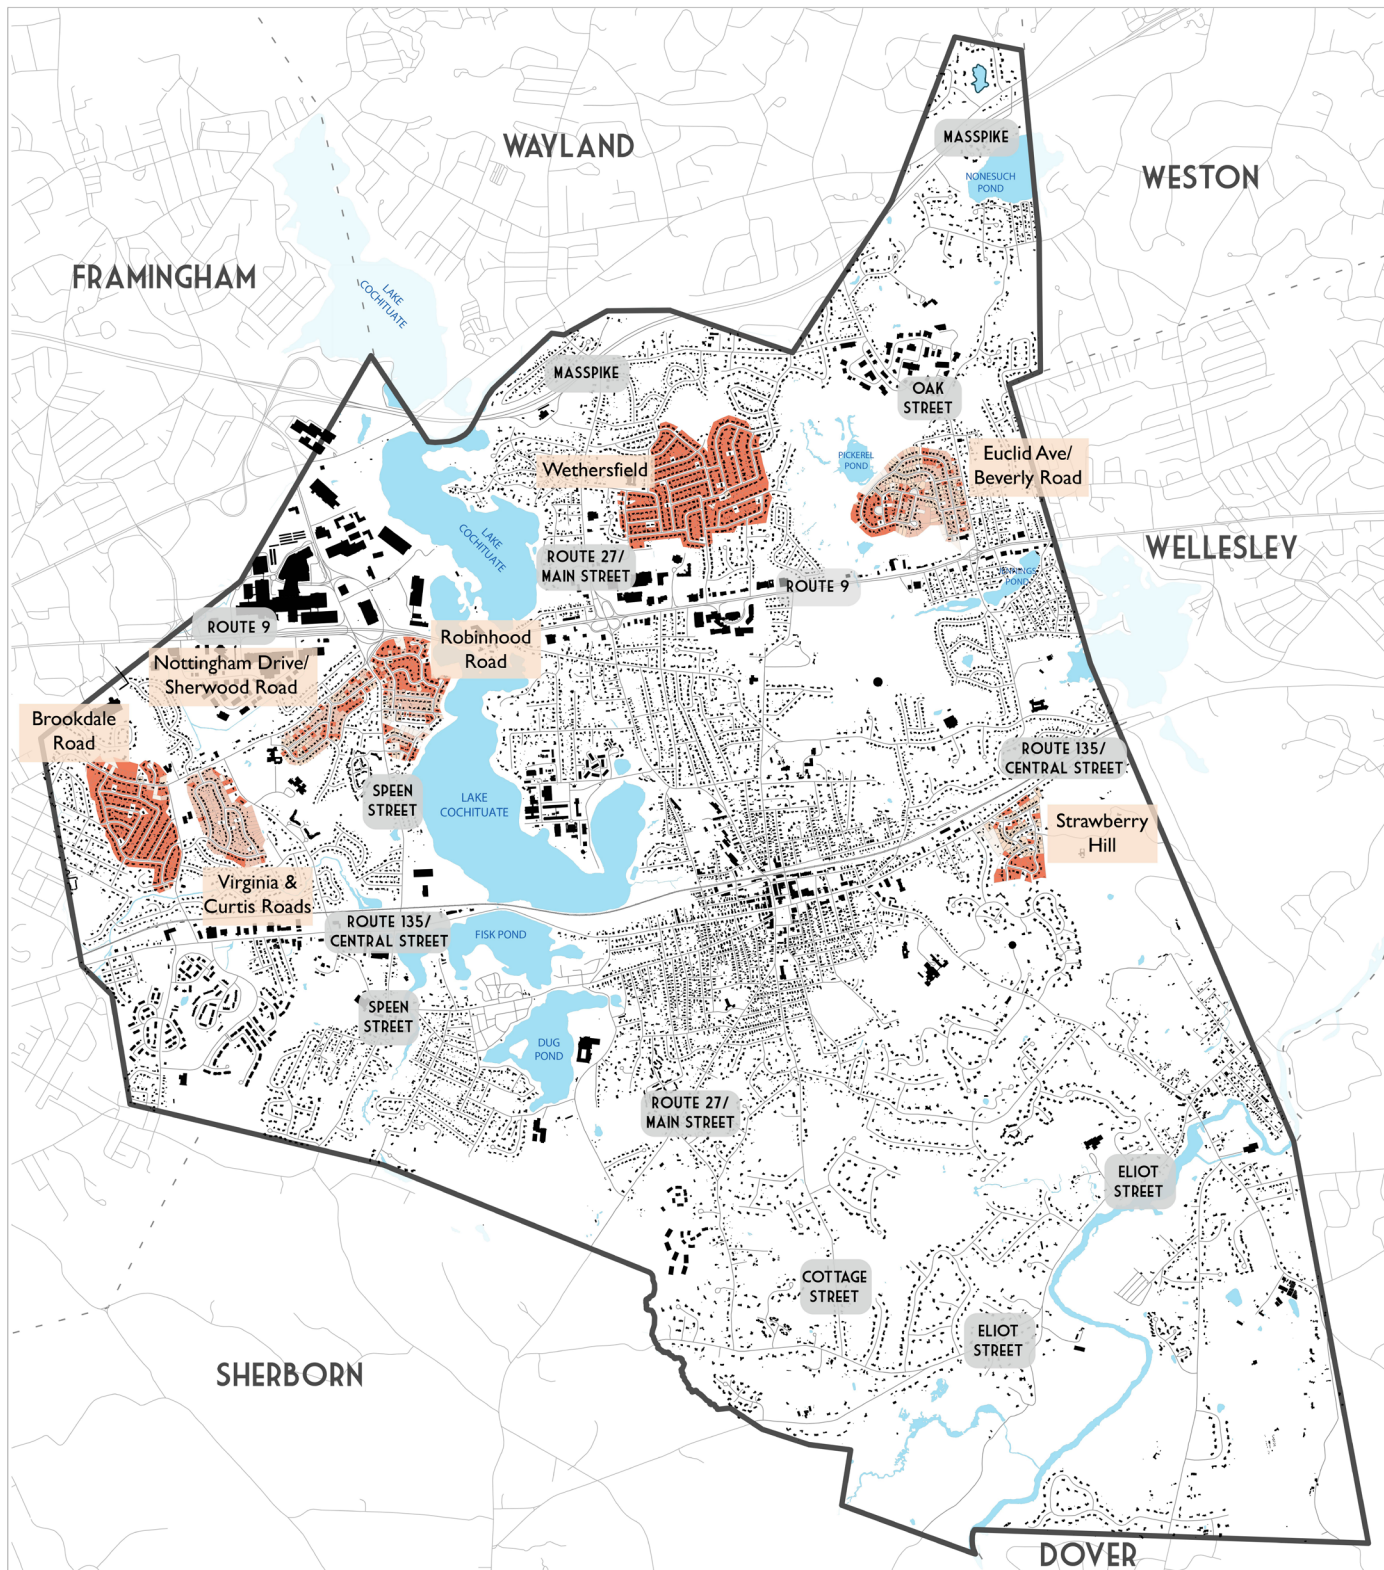 MASSPIKE
WAYLAND
NONESUCH
POND
WESTON
FRAMINGHAM
LAKE
COCHITUATE
MASSPIKE
OAK
STREET
Wethersfield
PICKEREL
POND
Euclid Ave/
Beverly Road
LAKE
COCHITUATE
ROUTE 27/
MAIN STREET
WELLESLEY
ROUTE 9
JENNINGS
POND
ROUTE 9
Robinhood
Road
Nottingham Drive/
Sherwood Road
Brookdale
Road
ROUTE 135/
CENTRAL STREET
SPEEN
STREET
LAKE
COCHITUATE
Strawberry
Hill
Virginia &
Curtis Roads
ROUTE 135/
CENTRAL STREET
FISK POND
SPEEN
STREET
DUG
POND
ROUTE 27/
MAIN STREET
ELIOT
STREET
COTTAGE
STREET
ELIOT
STREET
SHERBORN
DOVER